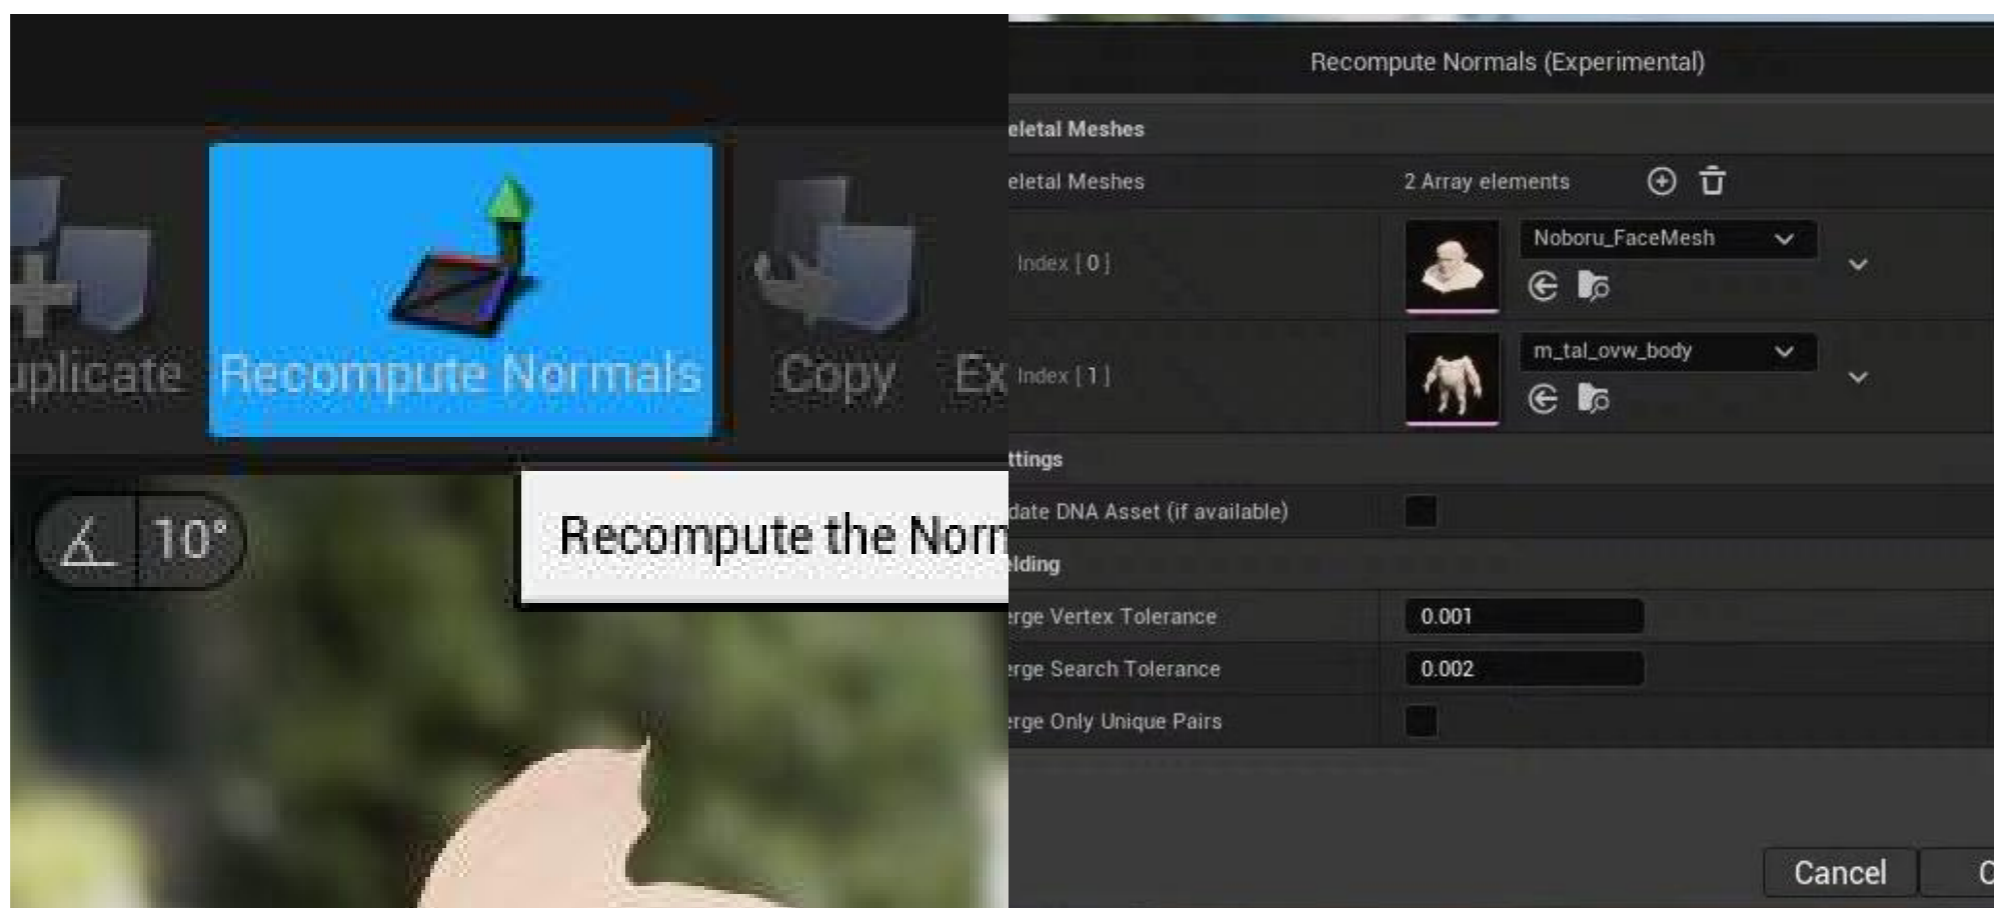 uplicate
Recompute Normals
Copy
Ex
10°
Recompute the Norn
Recompute Normals (Experimental)
eletal Meshes
eletal Meshes
2 Array elements
Index [ 0 ]
Noboru_FaceMesh
Index [ 1 ]
m_tal_ovw_body
ttings
date DNA Asset (if available)
lding
erge Vertex Tolerance
0.001
erge Search Tolerance
0.002
erge Only Unique Pairs
Cancel